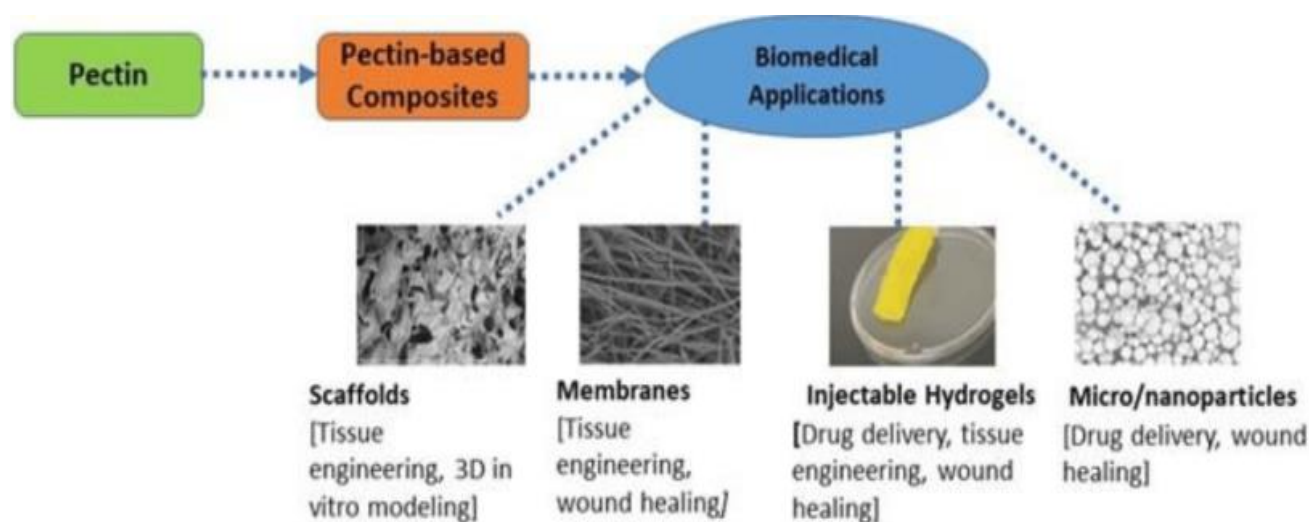 Pectin
Pectin-based
Composites
Biomedical
Applications
Scaffolds
[Tissue
engineering, 3D in
vitro modeling]
Membranes
[Tissue
engineering,
wound healing]
Injectable Hydrogels
[Drug delivery, tissue
engineering, wound
healing]
Micro/nanoparticles
[Drug delivery, wound
healing]